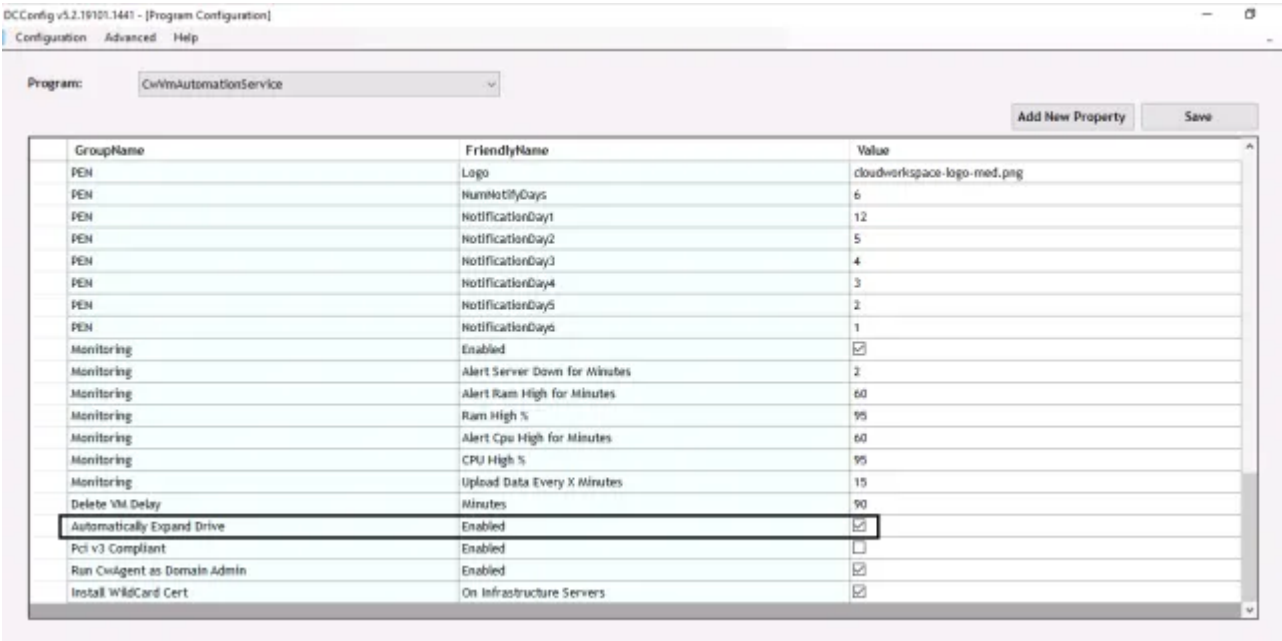 DCConfig v5.2.19101.1441 - [Program Configuration]
Configuration Advanced Help
Program: CwVmAutomationService
Add New Property Save
GroupName FriendlyName Value
PEN Logo cloudworkspace-logo-med.png
PEN NumNotifyDays 6
PEN NotificationDay1 12
PEN NotificationDay2 5
PEN NotificationDay3 4
PEN NotificationDay4 3
PEN NotificationDay5 2
PEN NotificationDay6 1
Monitoring Enabled
Monitoring Alert Server Down for Minutes 2
Monitoring Alert Ram High for Minutes 60
Monitoring Ram High % 95
Monitoring Alert Cpu High for Minutes 60
Monitoring CPU High % 95
Monitoring Upload Data Every X Minutes 15
Delete VM Delay Minutes 90
Automatically Expand Drive Enabled
Pci v3 Compliant Enabled
Run CwAgent as Domain Admin Enabled
Install WildCard Cert On Infrastructure Servers